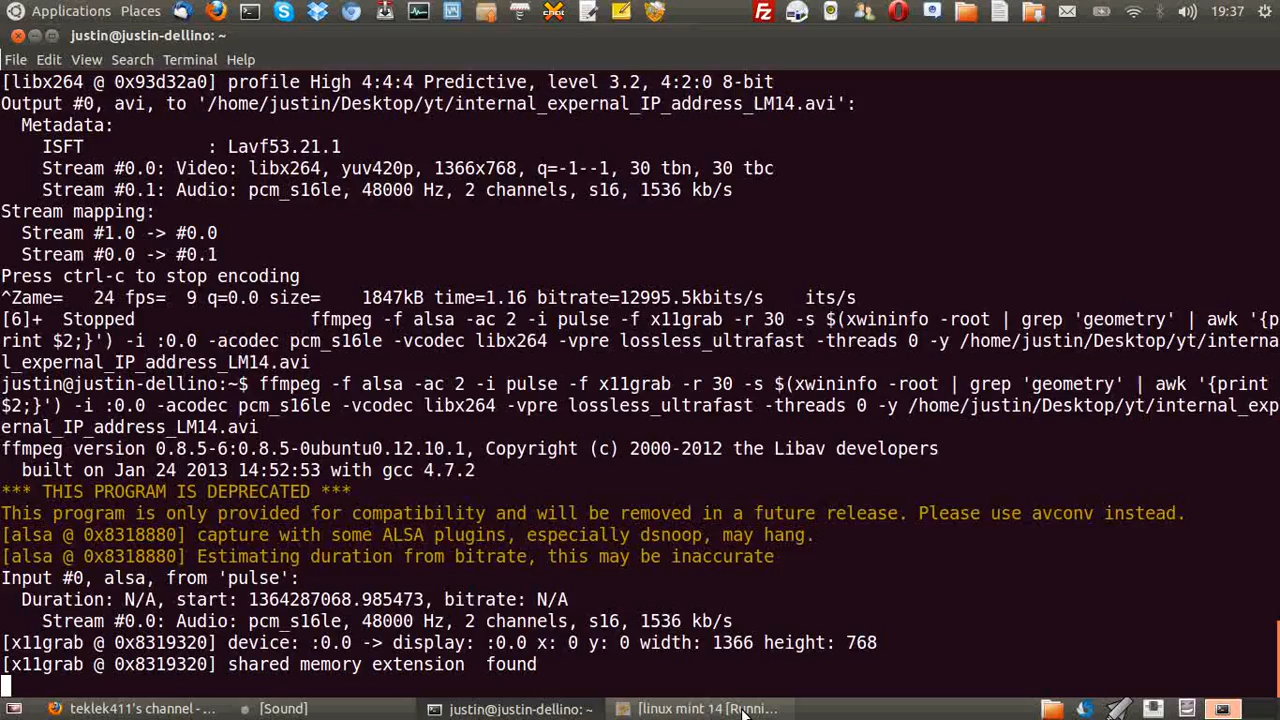 Applications Places 19:37
justin@justin-dellino: ~
File Edit View Search Terminal Help
[libx264 @ 0x93d32a0] profile High 4:4:4 Predictive, level 3.2, 4:2:0 8-bit
Output #0, avi, to '/home/justin/Desktop/yt/internal_expernal_IP_address_LM14.avi':
Metadata:
ISFT : Lavf53.21.1
Stream #0.0: Video: libx264, yuv420p, 1366x768, q=-1--1, 30 tbn, 30 tbc
Stream #0.1: Audio: pcm_s16le, 48000 Hz, 2 channels, s16, 1536 kb/s
Stream mapping:
Stream #1.0 -> #0.0
Stream #0.0 -> #0.1
Press ctrl-c to stop encoding
^Zame= 24 fps= 9 q=0.0 size= 1847kB time=1.16 bitrate=12995.5kbits/s its/s
[6]+ Stopped ffmpeg -f alsa -ac 2 -i pulse -f x11grab -r 30 -s $(xwininfo -root | grep 'geometry' | awk '{p
rint $2;}') -i :0.0 -acodec pcm_s16le -vcodec libx264 -vpre lossless_ultrafast -threads 0 -y /home/justin/Desktop/yt/interna
l_expernal_IP_address_LM14.avi
justin@justin-dellino:~$ ffmpeg -f alsa -ac 2 -i pulse -f x11grab -r 30 -s $(xwininfo -root | grep 'geometry' | awk '{print
$2;}') -i :0.0 -acodec pcm_s16le -vcodec libx264 -vpre lossless_ultrafast -threads 0 -y /home/justin/Desktop/yt/internal_exp
ernal_IP_address_LM14.avi
ffmpeg version 0.8.5-6:0.8.5-0ubuntu0.12.10.1, Copyright (c) 2000-2012 the Libav developers
built on Jan 24 2013 14:52:53 with gcc 4.7.2
*** THIS PROGRAM IS DEPRECATED ***
This program is only provided for compatibility and will be removed in a future release. Please use avconv instead.
[alsa @ 0x8318880] capture with some ALSA plugins, especially dsnoop, may hang.
[alsa @ 0x8318880] Estimating duration from bitrate, this may be inaccurate
Input #0, alsa, from 'pulse':
Duration: N/A, start: 1364287068.985473, bitrate: N/A
Stream #0.0: Audio: pcm_s16le, 48000 Hz, 2 channels, s16, 1536 kb/s
[x11grab @ 0x8319320] device: :0.0 -> display: :0.0 x: 0 y: 0 width: 1366 height: 768
[x11grab @ 0x8319320] shared memory extension found
teklek411's channel - ... [Sound] justin@justin-dellino: ~ [linux mint 14 [Runni...